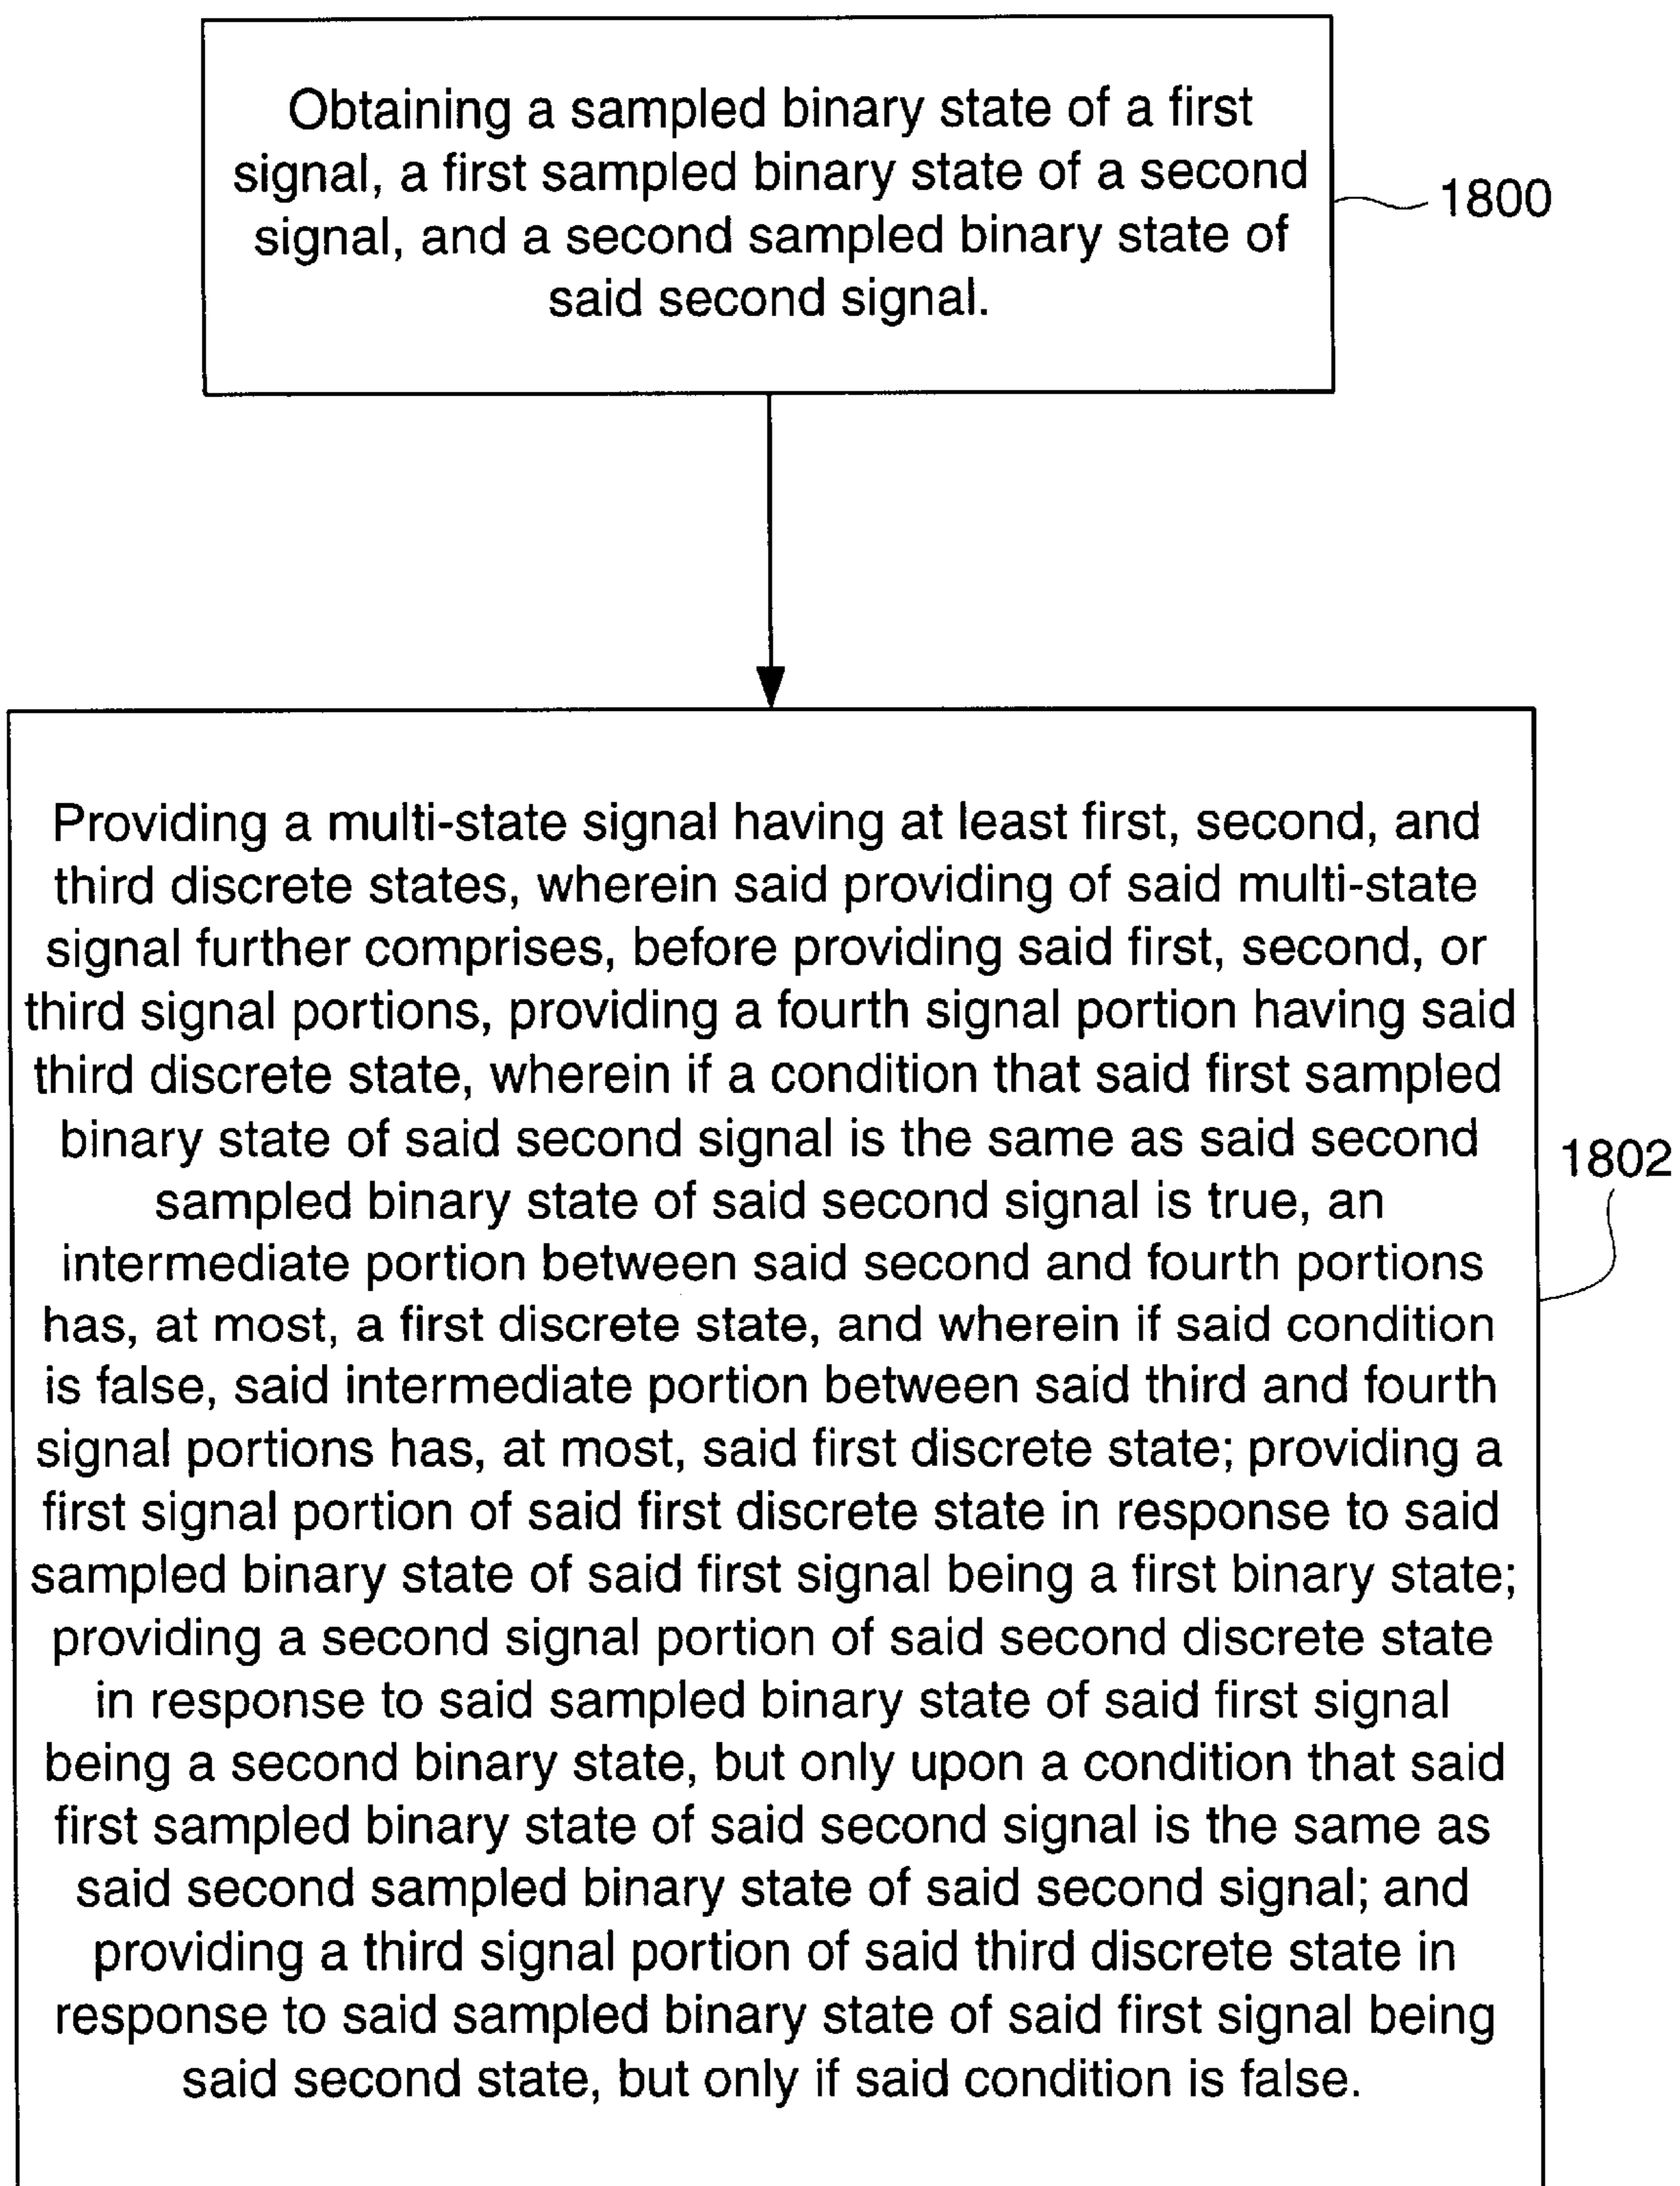 Obtaining a sampled binary state of a first
signal, a first sampled binary state of a second
signal, and a second sampled binary state of
said second signal.
1800
Providing a multi-state signal having at least first, second, and
third discrete states, wherein said providing of said multi-state
signal further comprises, before providing said first, second, or
third signal portions, providing a fourth signal portion having said
third discrete state, wherein if a condition that said first sampled
binary state of said second signal is the same as said second
sampled binary state of said second signal is true, an
intermediate portion between said second and fourth portions
has, at most, a first discrete state, and wherein if said condition
is false, said intermediate portion between said third and fourth
signal portions has, at most, said first discrete state; providing a
first signal portion of said first discrete state in response to said
sampled binary state of said first signal being a first binary state;
providing a second signal portion of said second discrete state
in response to said sampled binary state of said first signal
being a second binary state, but only upon a condition that said
first sampled binary state of said second signal is the same as
said second sampled binary state of said second signal; and
providing a third signal portion of said third discrete state in
response to said sampled binary state of said first signal being
said second state, but only if said condition is false.
1802